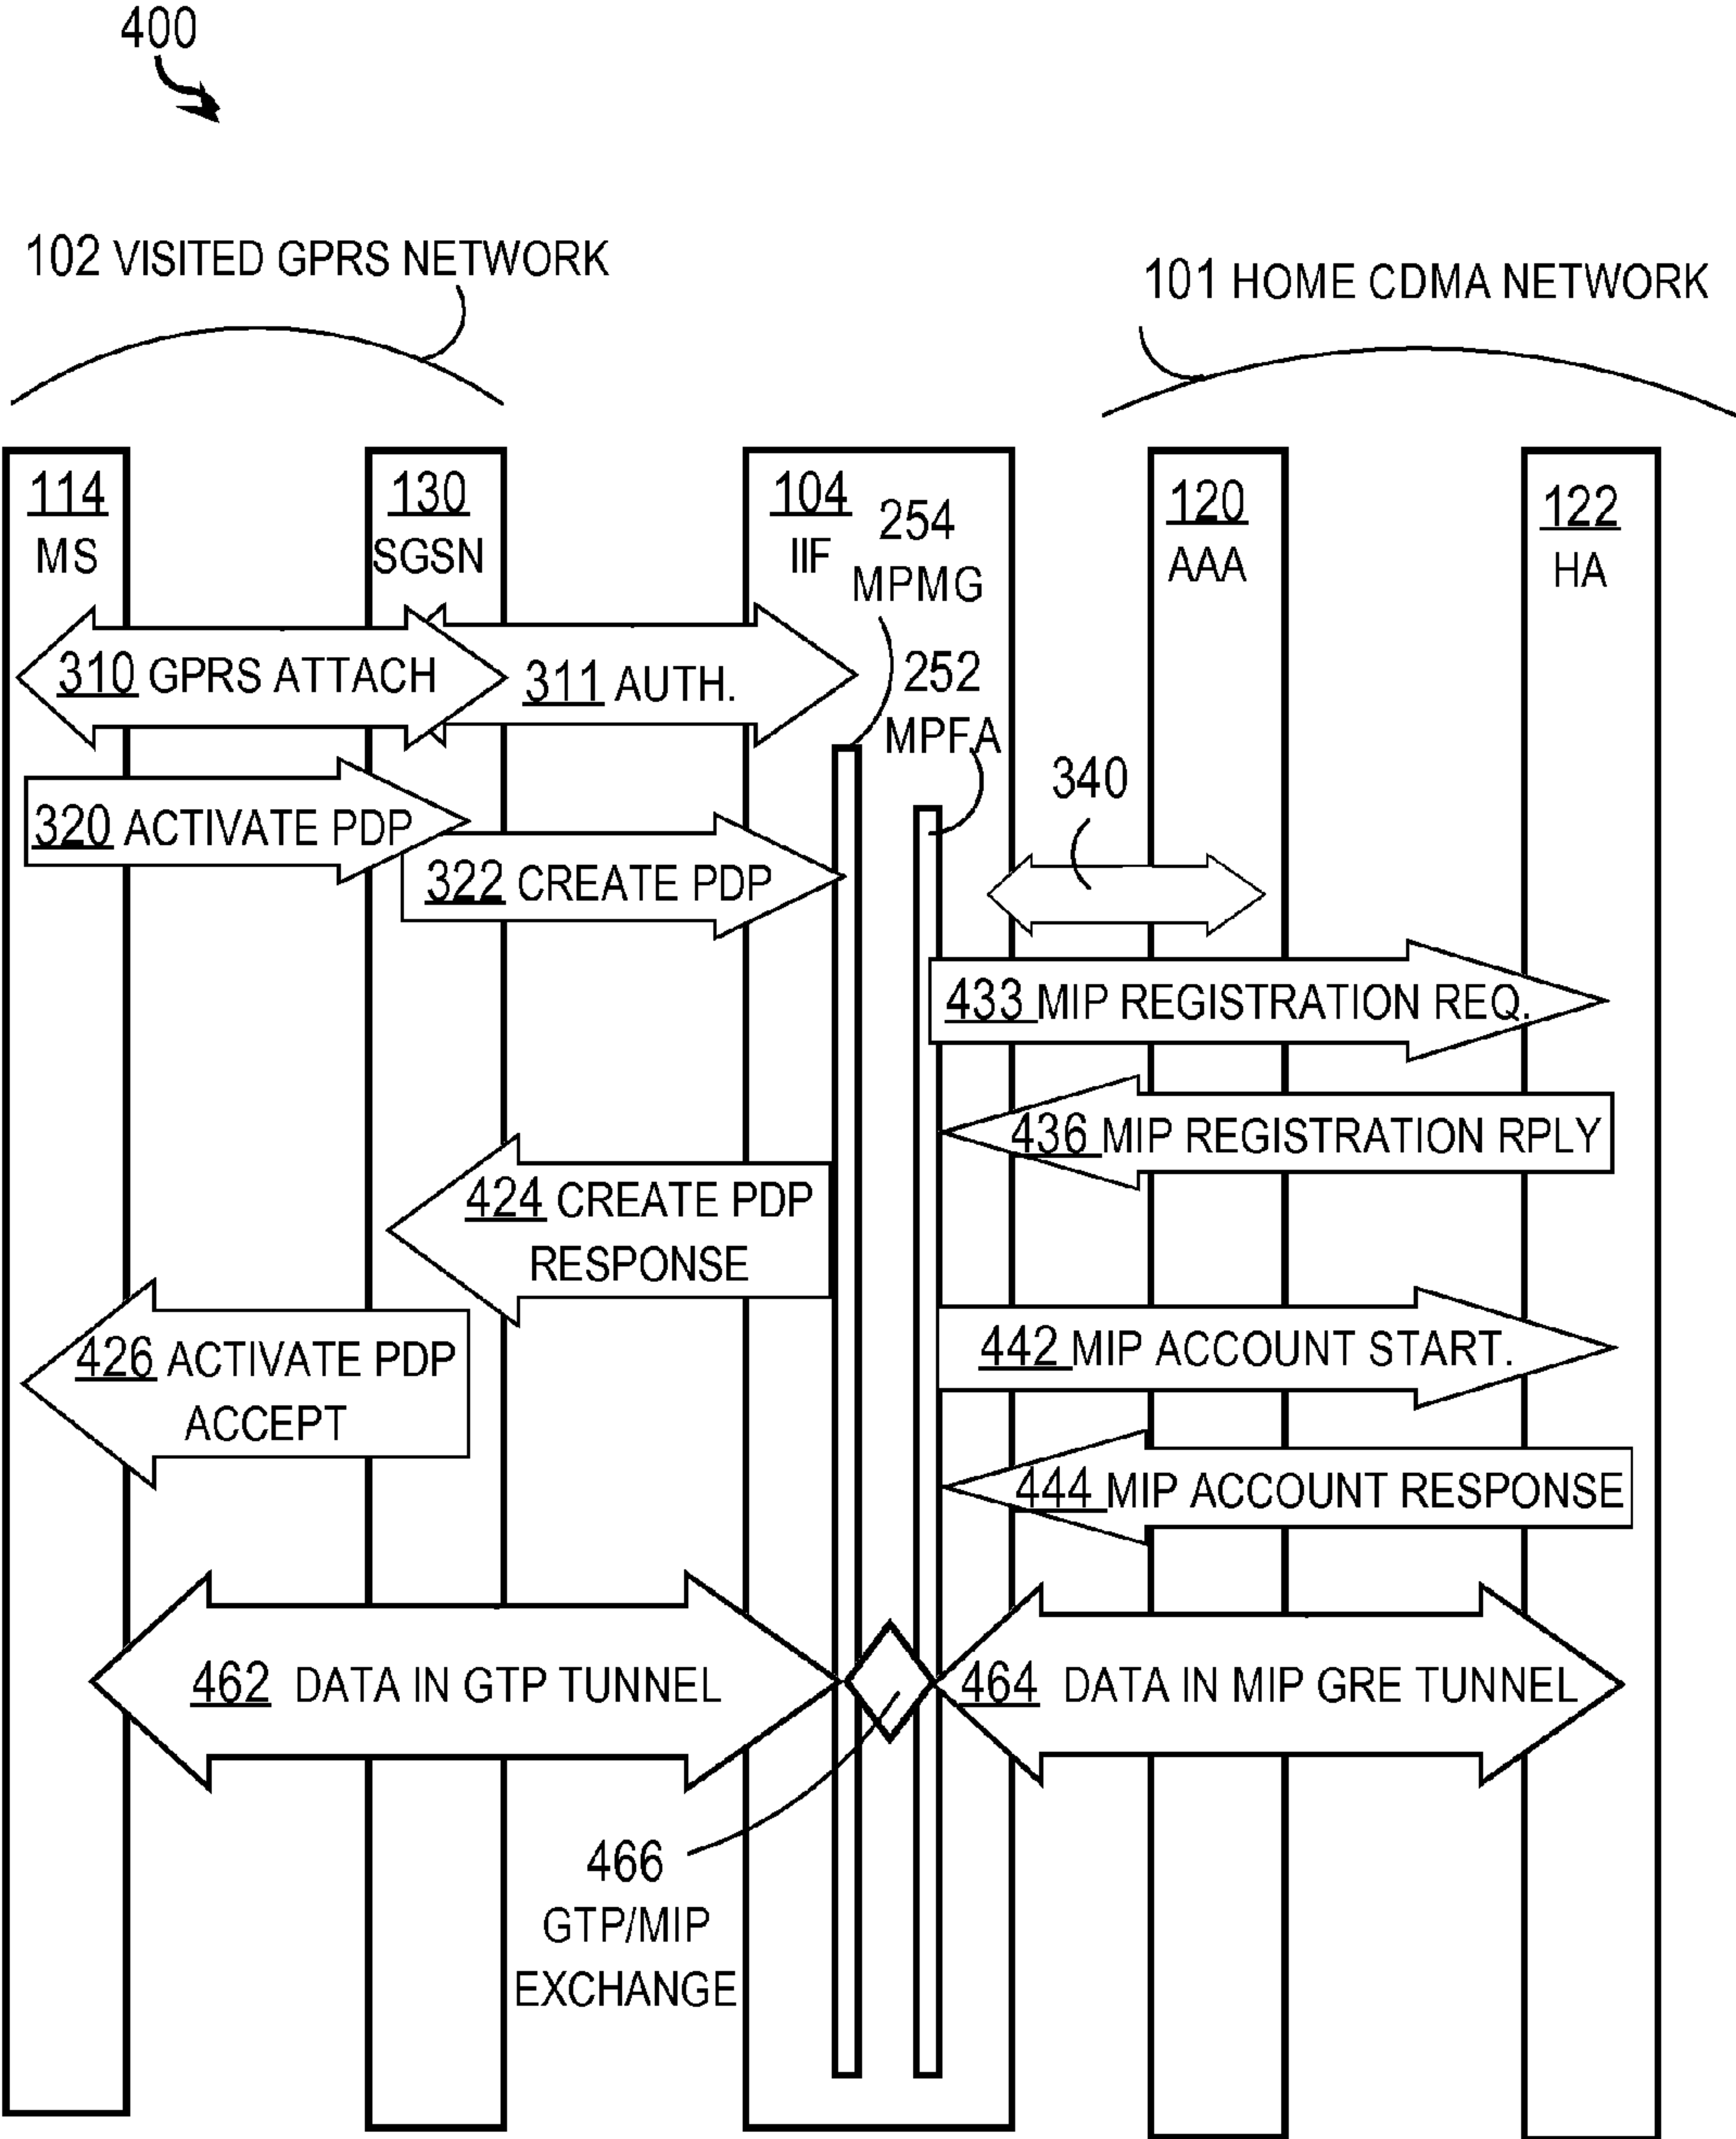 400
102 VISITED GPRS NETWORK
101 HOME CDMA NETWORK
114
MS
130
SGSN
104
IIF
254
MPMG
252
MPFA
120
AAA
122
HA
310 GPRS ATTACH
311 AUTH.
320 ACTIVATE PDP
322 CREATE PDP
340
433 MIP REGISTRATION REQ.
436 MIP REGISTRATION RPLY
424 CREATE PDP
RESPONSE
426 ACTIVATE PDP
ACCEPT
442 MIP ACCOUNT START.
444 MIP ACCOUNT RESPONSE
462 DATA IN GTP TUNNEL
464 DATA IN MIP GRE TUNNEL
466
GTP/MIP
EXCHANGE